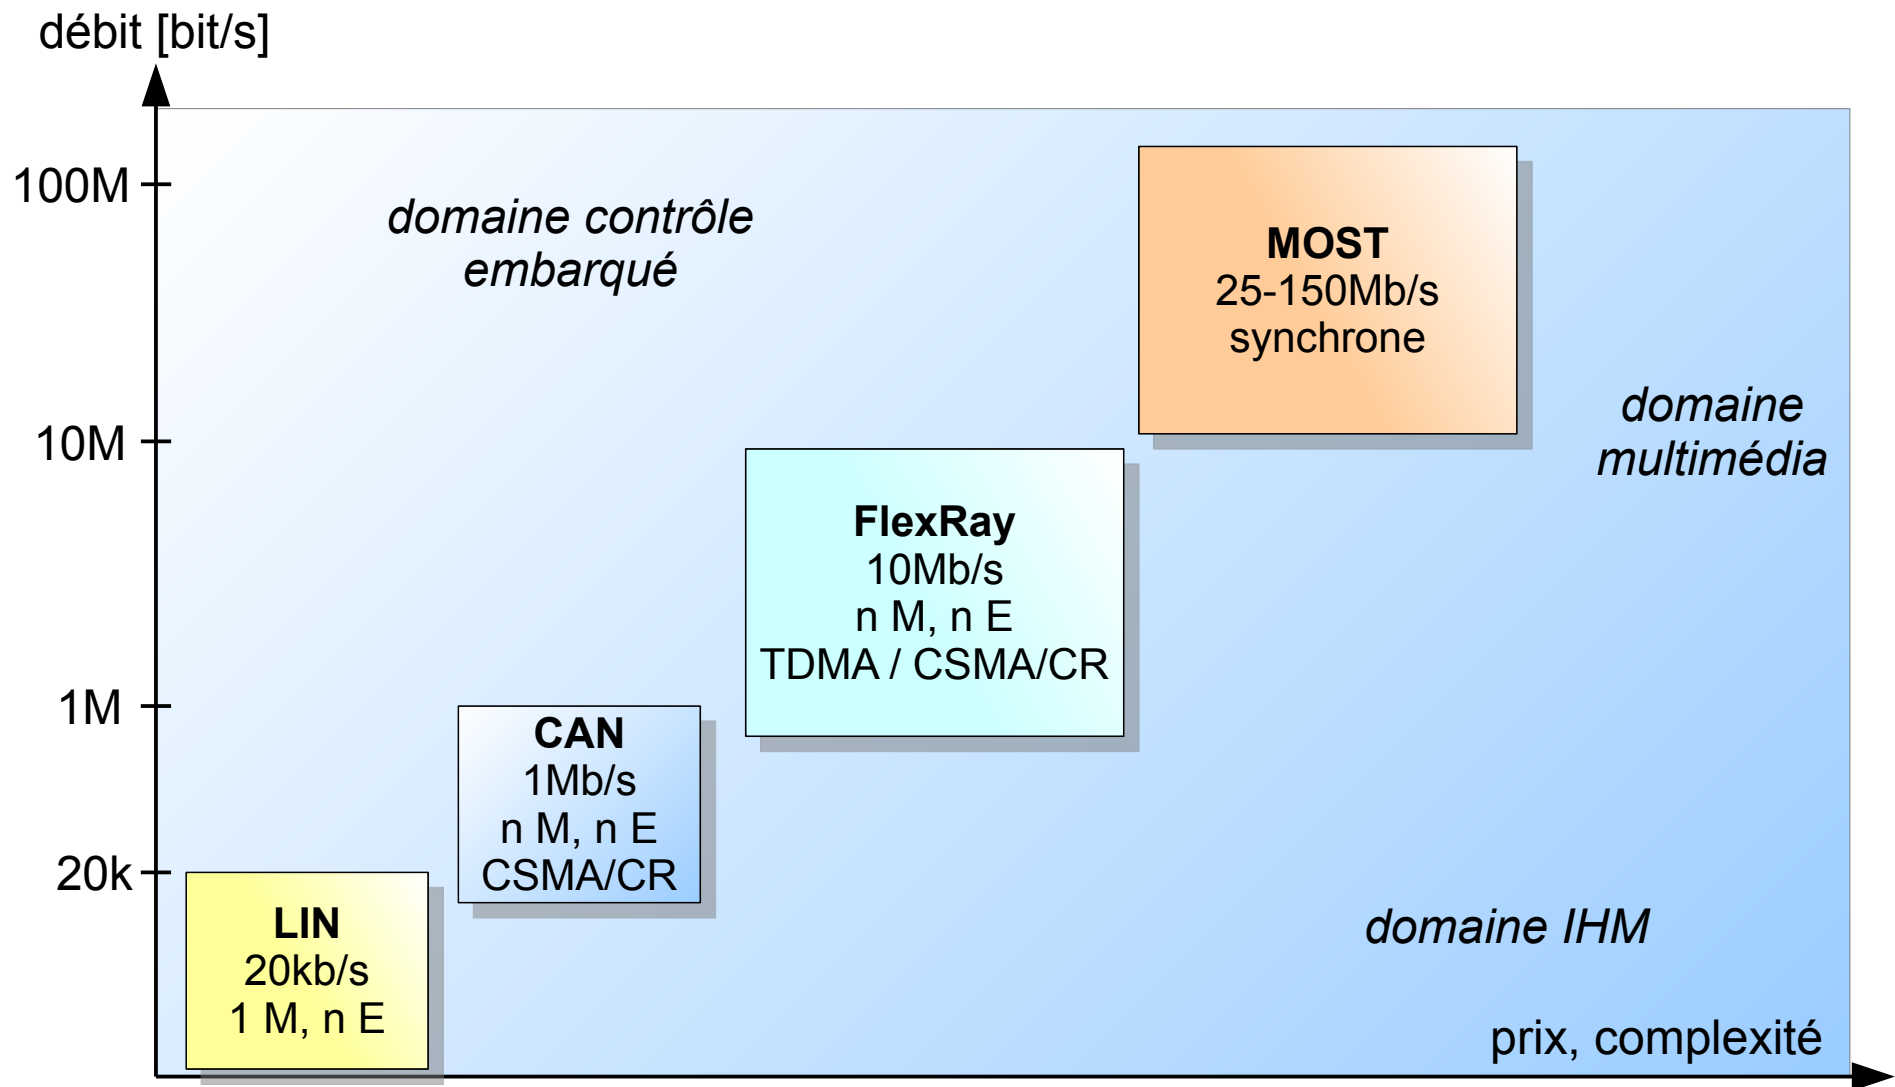 débit [bit/s]
100M
domaine contrôle
embarqué
MOST
25-150Mb/s
synchrone
domaine
multimédia
10M
FlexRay
10Mb/s
n M, n E
TDMA / CSMA/CR
1M
CAN
1Mb/s
n M, n E
CSMA/CR
20k
LIN
20kb/s
1 M, n E
domaine IHM
prix, complexité